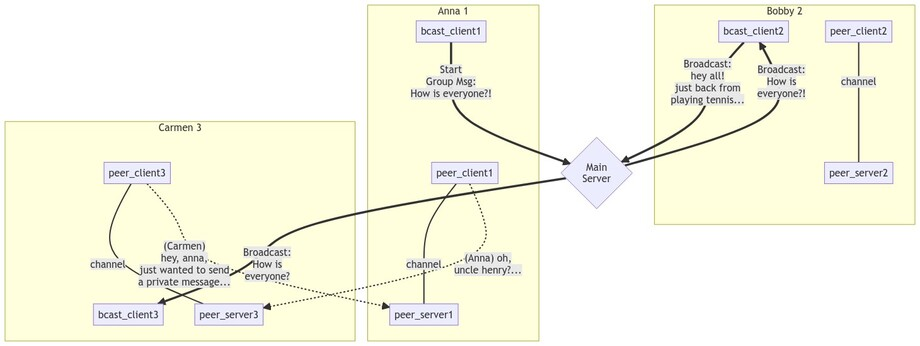 Anna 1
Bobby 2
bcast_client1
bcast_client2
peer_client2
Start
Group Msg:
How is everyone?!
Broadcast:
hey all!
just back from
playing tennis...
Broadcast:
How is
everyone?!
channel
Carmen 3
peer_client3
peer_client1
Main
Server
peer_server2
(Carmen)
hey, anna,
just wanted to send
a private message...
channel
Broadcast:
How is
everyone?
channel
(Anna) oh,
uncle henry?...
bcast_client3
peer_server3
peer_server1